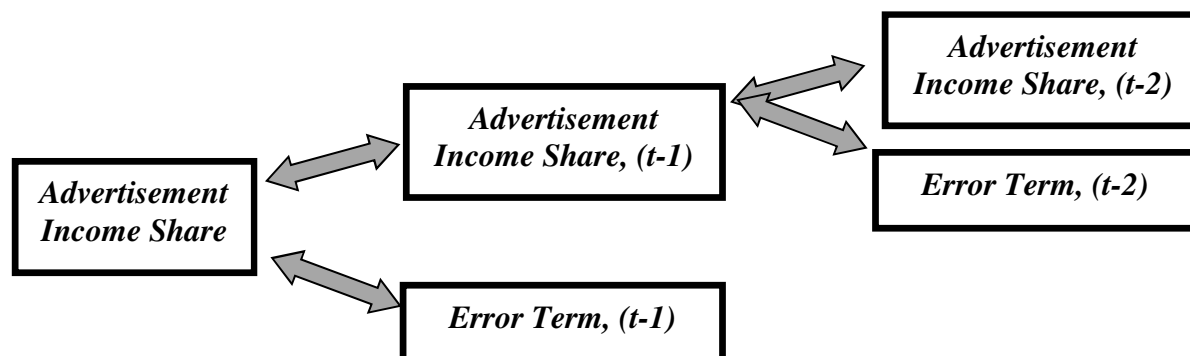 Advertisement
Income Share
Advertisement
Income Share, (t-1)
Error Term, (t-1)
Advertisement
Income Share, (t-2)
Error Term, (t-2)